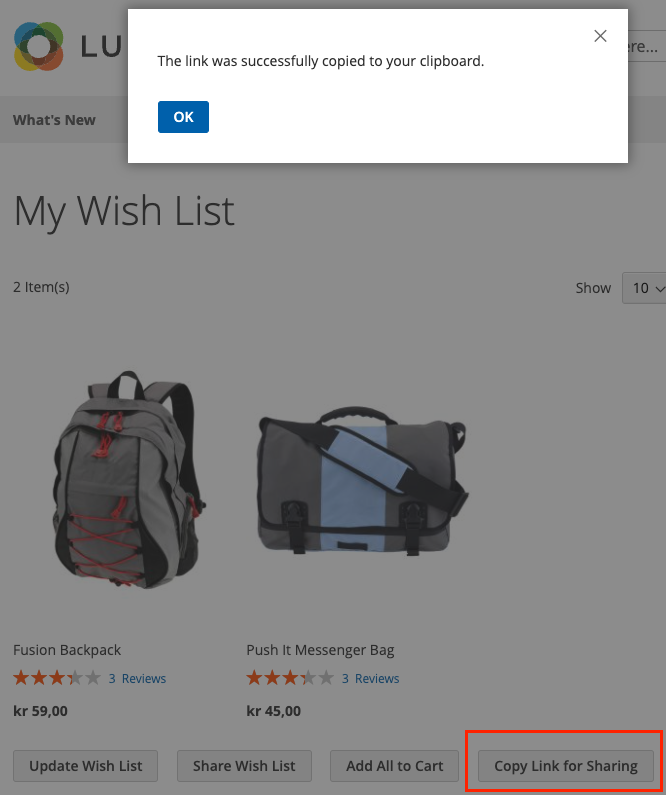 LU
The link was successfully copied to your clipboard.
OK
ere...
What's New
My Wish List
2 Item(s)
Show 10
Fusion Backpack
3 Reviews
kr 59,00
Push It Messenger Bag
3 Reviews
kr 45,00
Update Wish List
Share Wish List
Add All to Cart
Copy Link for Sharing